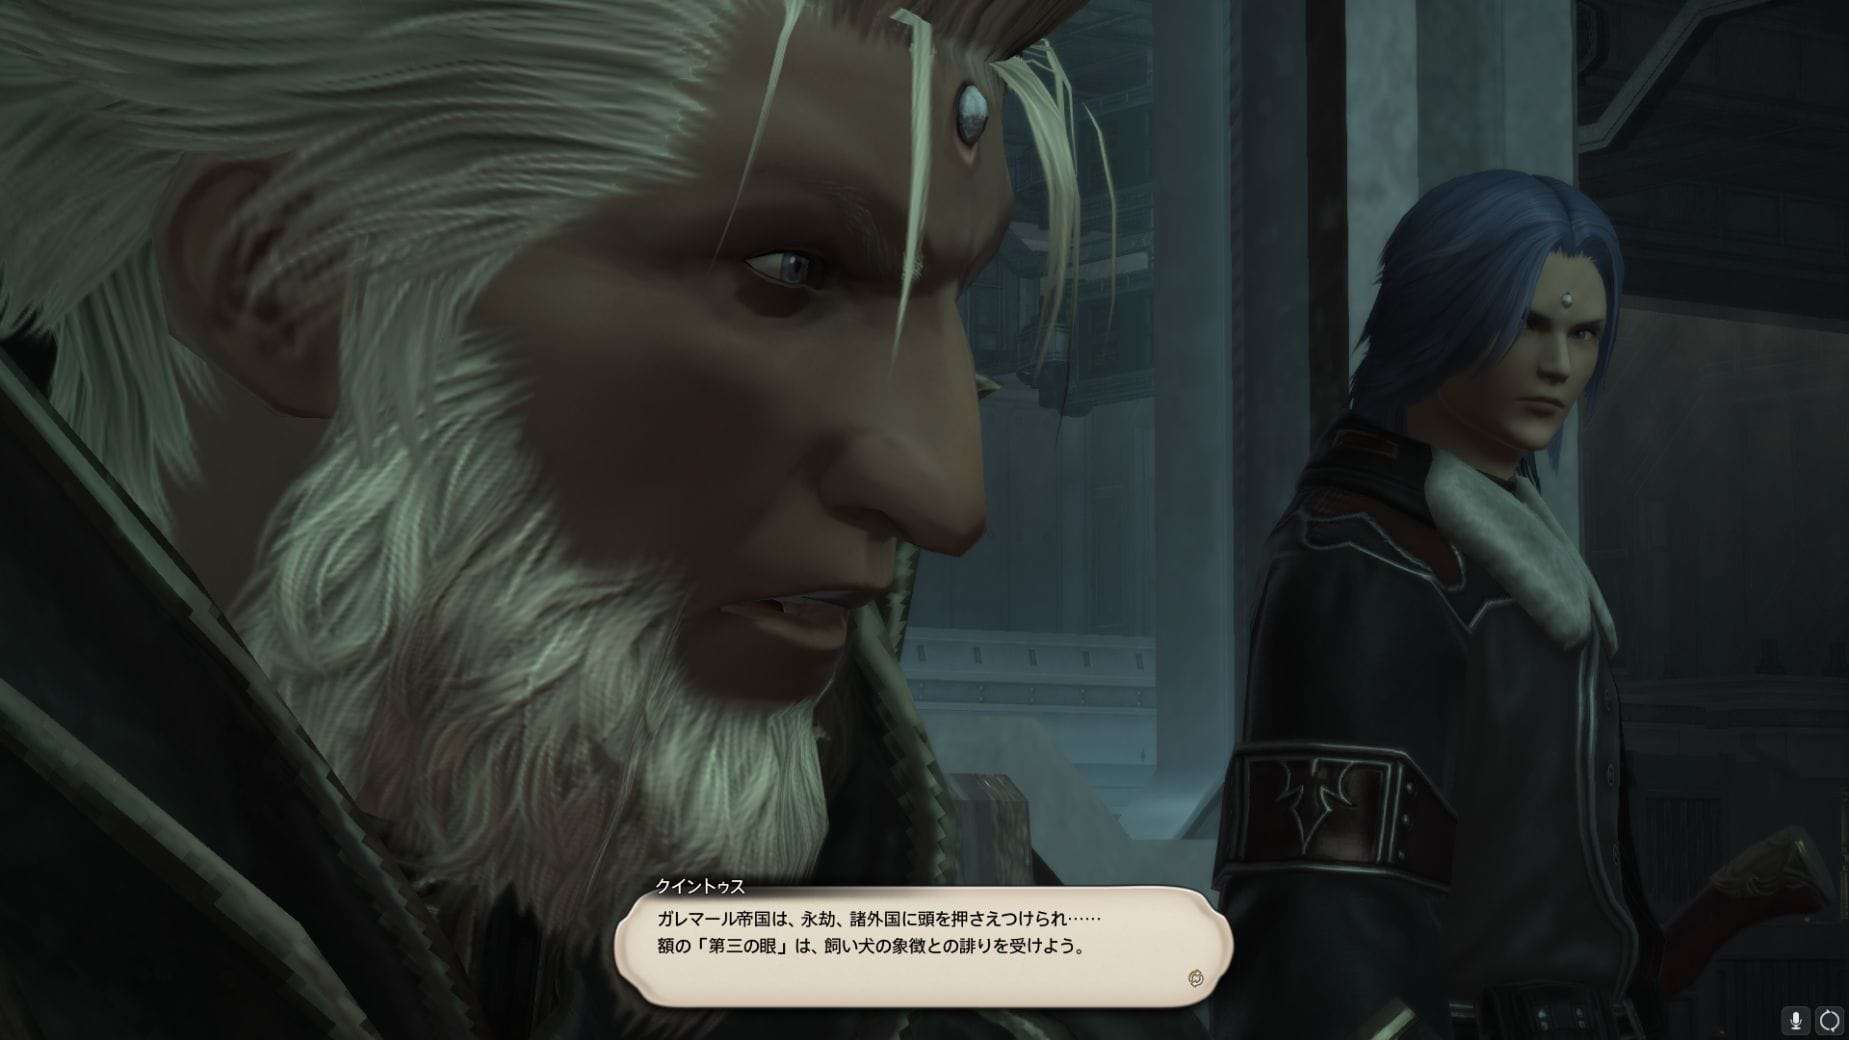 クイントゥス
ガレマール帝国は、永劫、諸外国に頭を押さえつけられ……
額の「第三の眼」は、飼い犬の象徴との誹りを受けよう。